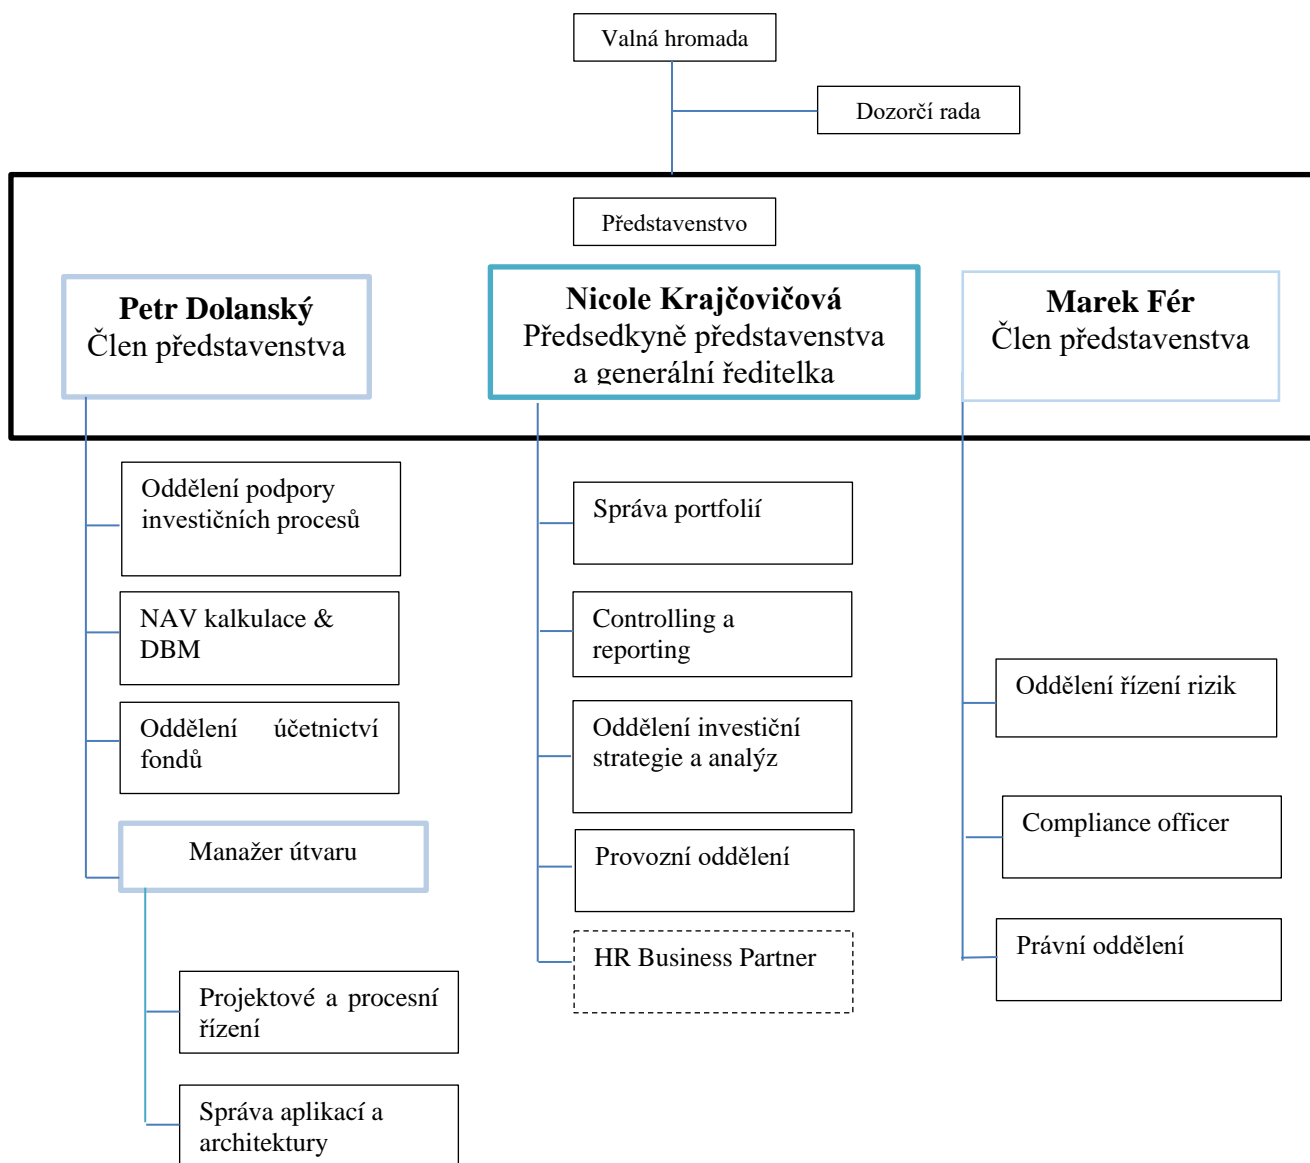 Valná hromada
Dozorčí rada
Představenstvo
Petr Dolanský
Člen představenstva
Nicole Krajčovičová
Předsedkyně představenstva
a generální ředitelka
Marek Fér
Člen představenstva
Oddělení podpory
investičních procesů
NAV kalkulace &
DBM
Oddělení účetnictví
fondů
Manažer útvaru
Projektové a procesní
řízení
Správa aplikací a
architektury
Správa portfolií
Controlling a
reporting
Oddělení investiční
strategie a analýz
Provozní oddělení
HR Business Partner
Oddělení řízení rizik
Compliance officer
Právní oddělení